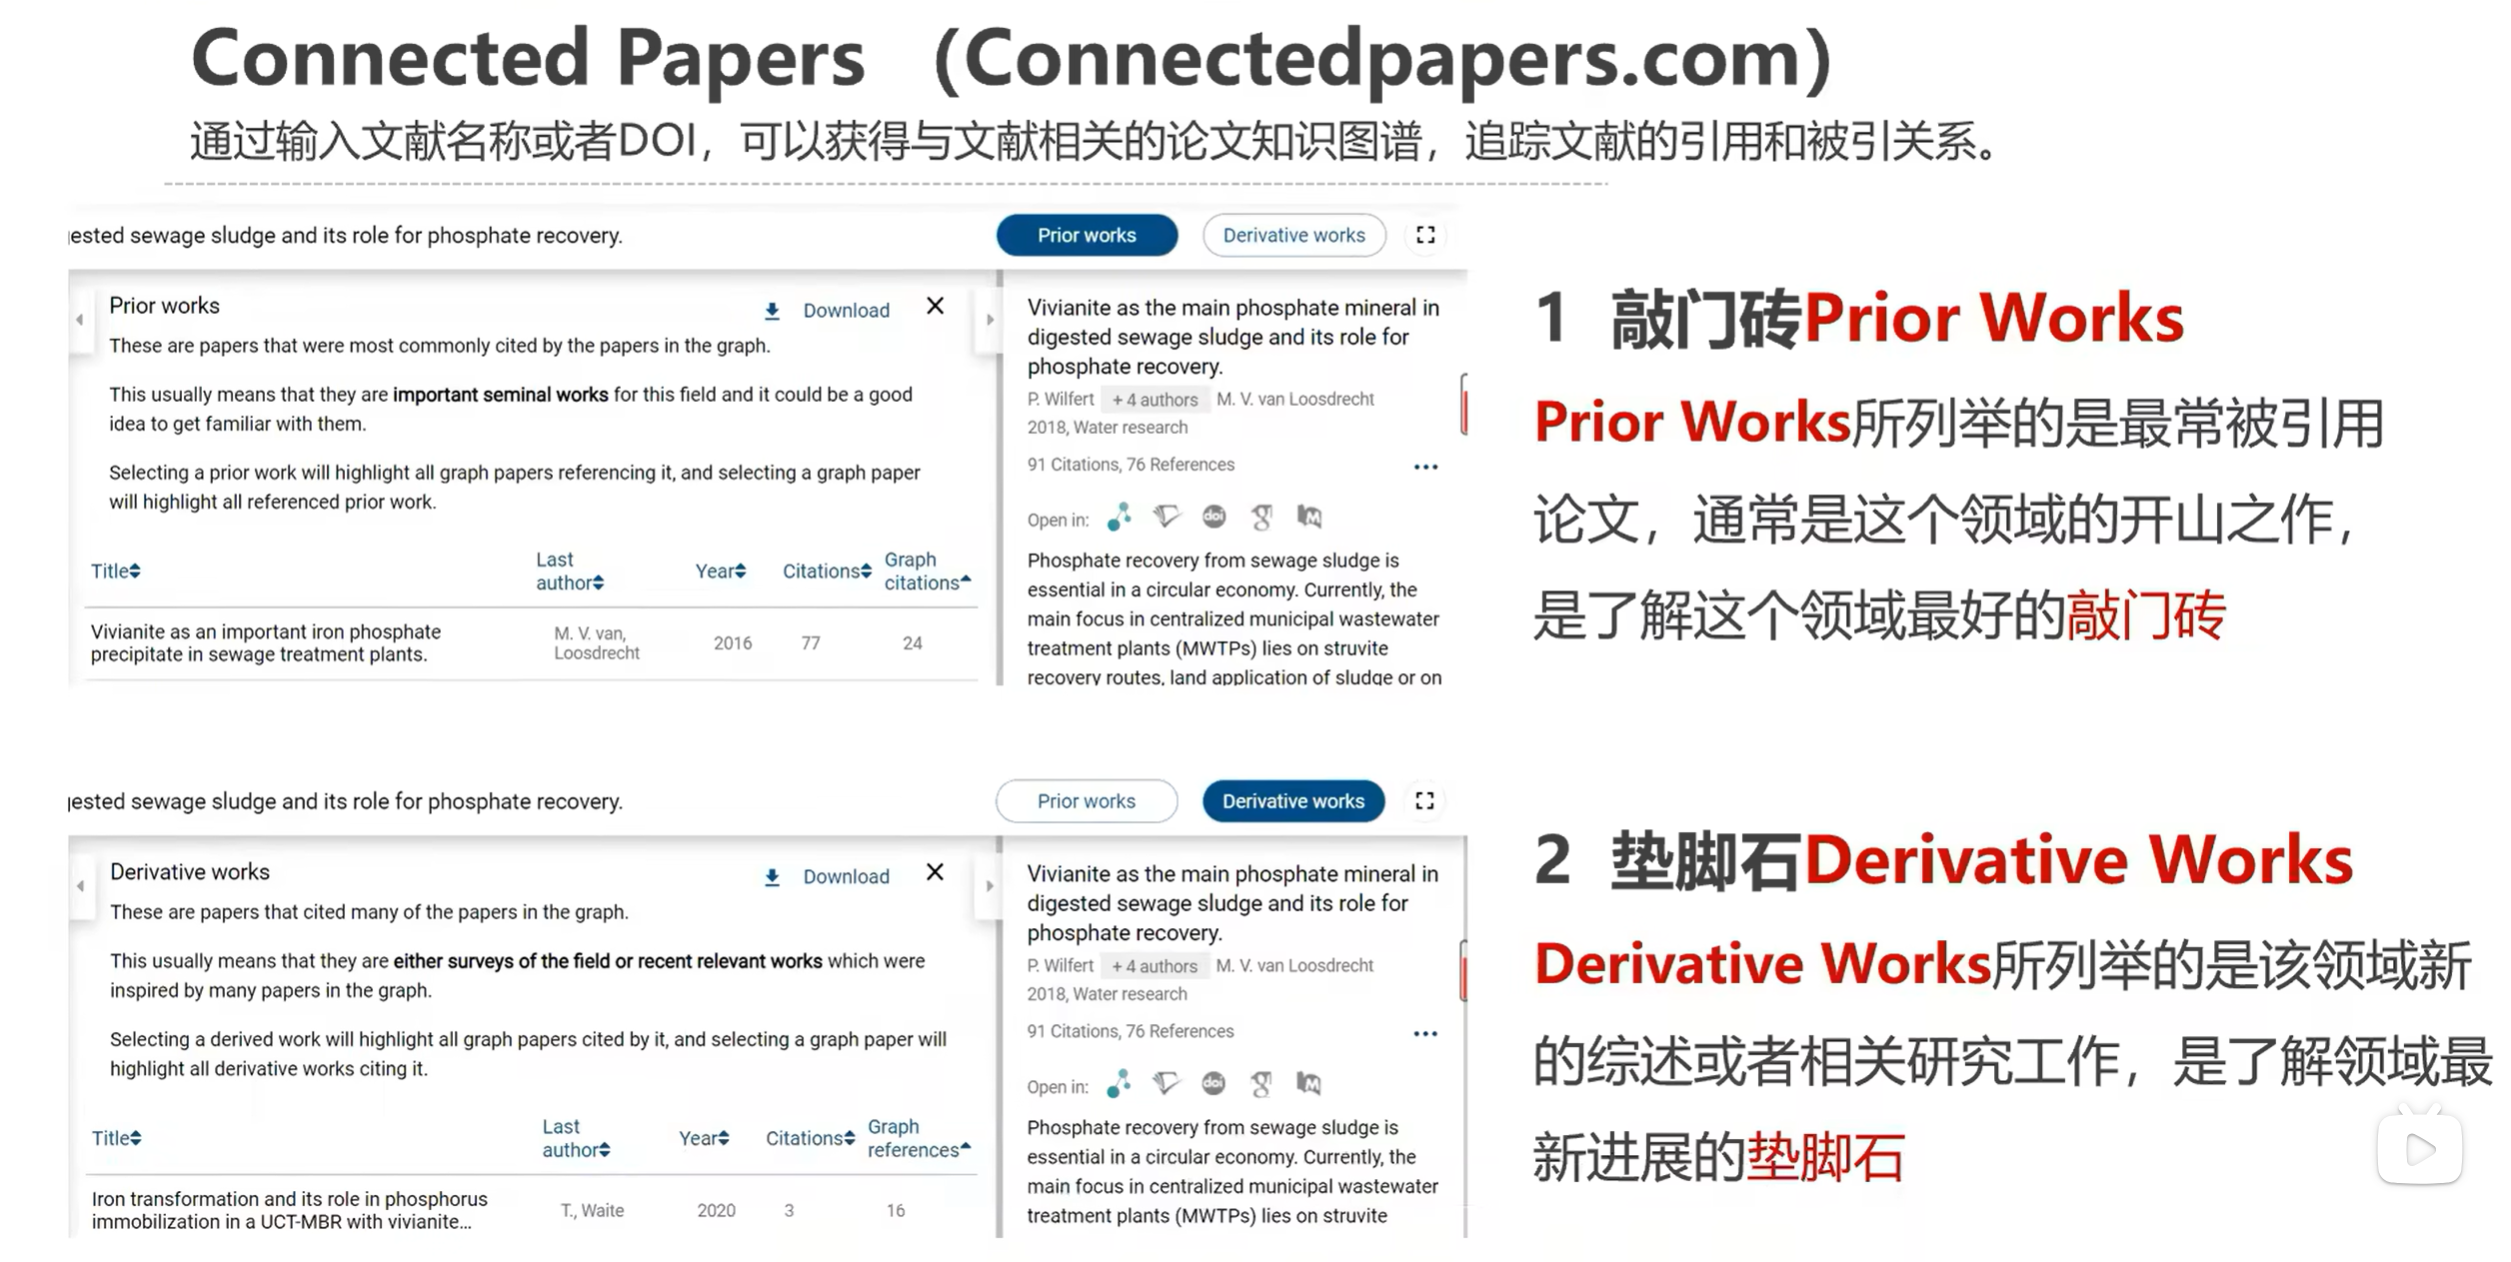 Connected Papers （Connectedpapers.com）
通过输入文献名称或者DOI，可以获得与文献相关的论文知识图谱，追踪文献的引用和被引关系。
gested sewage sludge and its role for phosphate recovery.
Prior works
Derivative works
Prior works
Download
These are papers that were most commonly cited by the papers in the graph.
This usually means that they are important seminal works for this field and it could be a good
idea to get familiar with them.
Selecting a prior work will highlight all graph papers referencing it, and selecting a graph paper
will highlight all referenced prior work.
Title
Last
author
Year
Citations
Graph
citations
Vivianite as an important iron phosphate
precipitate in sewage treatment plants.
M. V. van,
Loosdrecht
2016
77
24
Vivianite as the main phosphate mineral in
digested sewage sludge and its role for
phosphate recovery.
P. Wilfert + 4 authors M. V. van Loosdrecht
2018, Water research
91 Citations, 76 References
Open in:
doi
Phosphate recovery from sewage sludge is
essential in a circular economy. Currently, the
main focus in centralized municipal wastewater
treatment plants (MWTPs) lies on struvite
recovery routes, land application of sludge or on
1 敲门砖Prior Works
Prior Works所列举的是最常被引用
论文，通常是这个领域的开山之作，
是了解这个领域最好的敲门砖
gested sewage sludge and its role for phosphate recovery.
Prior works
Derivative works
Derivative works
Download
These are papers that cited many of the papers in the graph.
This usually means that they are either surveys of the field or recent relevant works which were
inspired by many papers in the graph.
Selecting a derived work will highlight all graph papers cited by it, and selecting a graph paper will
highlight all derivative works citing it.
Title
Last
author
Year
Citations
Graph
references
Iron transformation and its role in phosphorus
immobilization in a UCT-MBR with vivianite...
T., Waite
2020
3
16
Vivianite as the main phosphate mineral in
digested sewage sludge and its role for
phosphate recovery.
P. Wilfert + 4 authors M. V. van Loosdrecht
2018, Water research
91 Citations, 76 References
Open in:
doi
Phosphate recovery from sewage sludge is
essential in a circular economy. Currently, the
main focus in centralized municipal wastewater
treatment plants (MWTPs) lies on struvite
2 垫脚石Derivative Works
Derivative Works所列举的是该领域新
的综述或者相关研究工作，是了解领域最
新进展的垫脚石